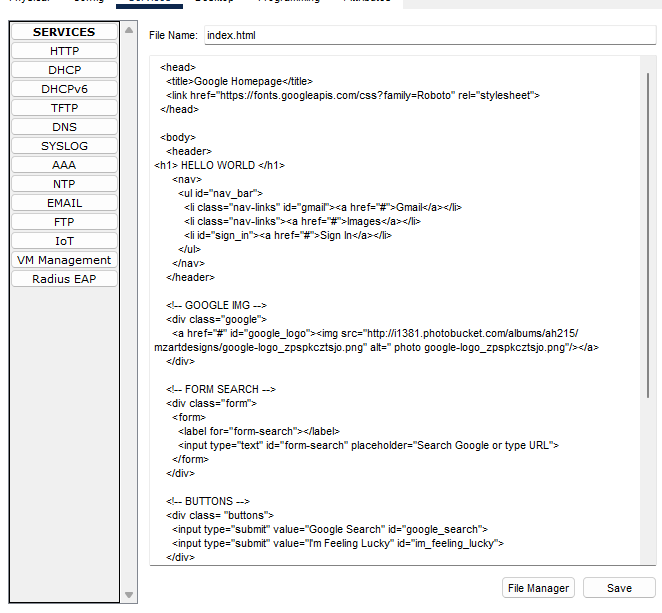 Physical Config Services Desktop Programming Attributes
SERVICES
HTTP
DHCP
DHCPv6
TFTP
DNS
SYSLOG
AAA
NTP
EMAIL
FTP
IoT
VM Management
Radius EAP
File Name: index.html
<head>
<title>Google Homepage</title>
<link href="https://fonts.googleapis.com/css?family=Roboto" rel="stylesheet">
</head>
<body>
<header>
<h1> HELLO WORLD </h1>
<nav>
<ul id="nav_bar">
<li class="nav-links" id="gmail"><a href="#">Gmail</a></li>
<li class="nav-links"><a href="#">Images</a></li>
<li id="sign_in"><a href="#">Sign In</a></li>
</ul>
</nav>
</header>
<!-- GOOGLE IMG -->
<div class="google">
<a href="#" id="google_logo"><img src="http://i1381.photobucket.com/albums/ah215/
mzartdesigns/google-logo_zpspkcztsjo.png" alt=" photo google-logo_zpspkcztsjo.png"/></a>
</div>
<!-- FORM SEARCH -->
<div class="form">
<form>
<label for="form-search"></label>
<input type="text" id="form-search" placeholder="Search Google or type URL">
</form>
</div>
<!-- BUTTONS -->
<div class= "buttons">
<input type="submit" value="Google Search" id="google_search">
<input type="submit" value="I'm Feeling Lucky" id="im_feeling_lucky">
</div>
File Manager
Save